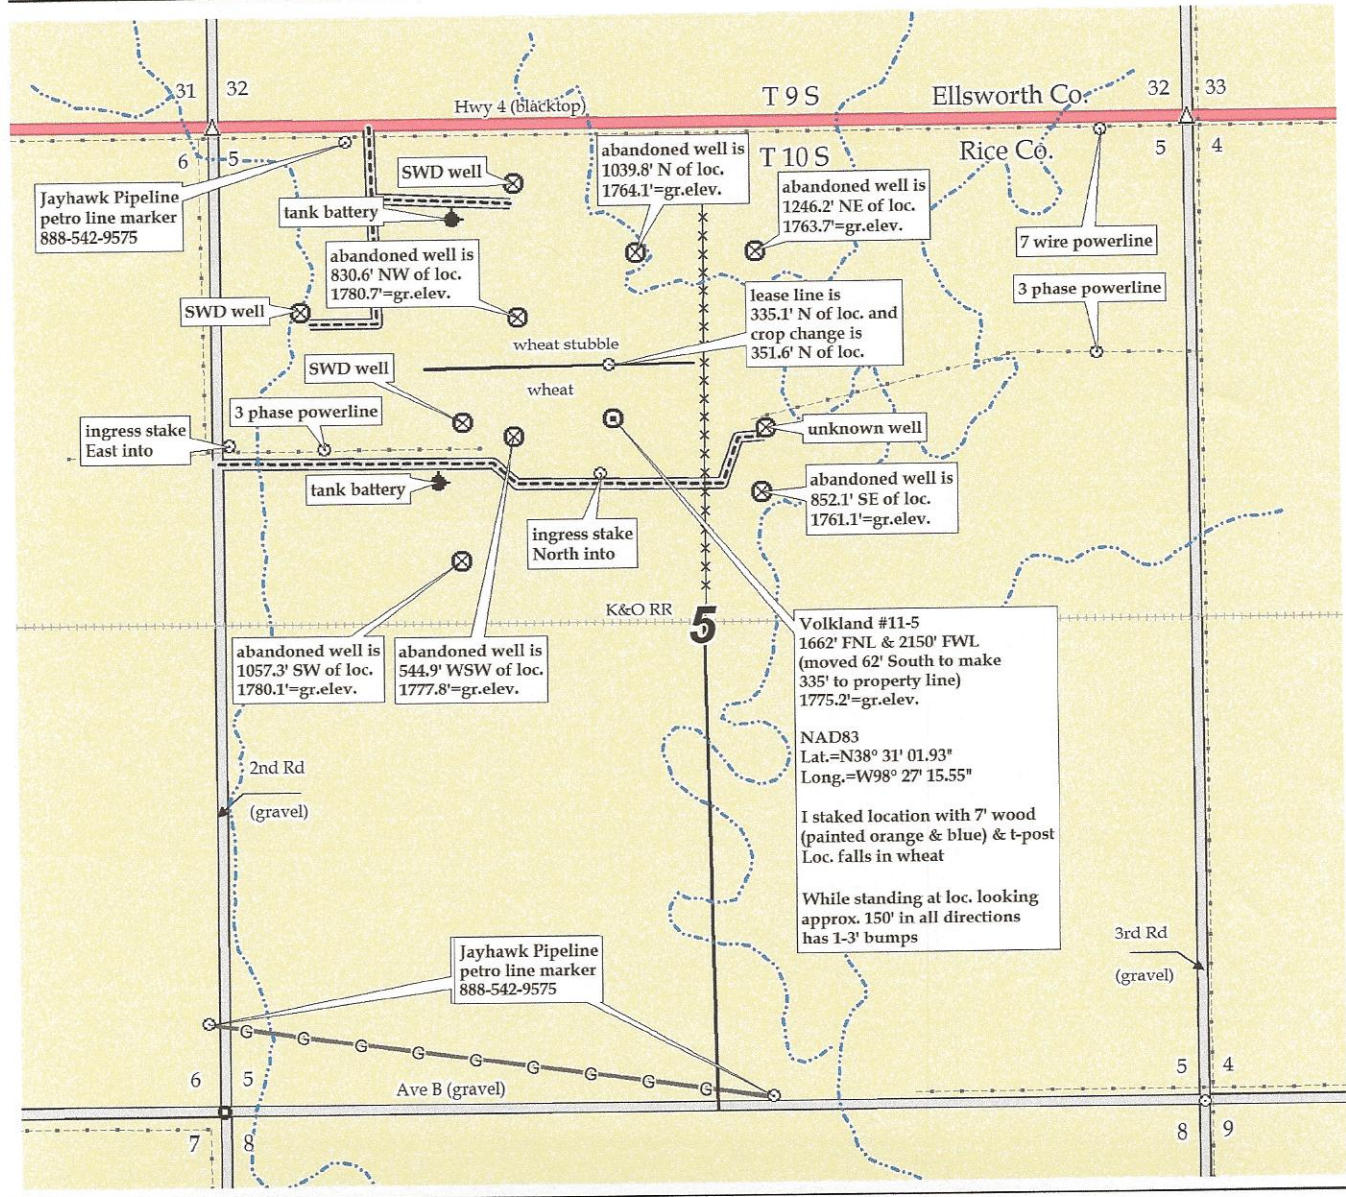 31
32
Hwy 4 (blacktop)
T 9 S
Ellsworth Co.
32
33
6
5
T 10 S
Rice Co.
5
4
Jayhawk Pipeline
petro line marker
888-542-9575
SWD well
tank battery
abandoned well is
1039.8' N of loc.
1764.1'=gr.elev.
abandoned well is
1246.2' NE of loc.
1763.7'=gr.elev.
7 wire powerline
abandoned well is
830.6' NW of loc.
1780.7'=gr.elev.
3 phase powerline
SWD well
lease line is
335.1' N of loc. and
crop change is
351.6' N of loc.
wheat stubble
SWD well
wheat
3 phase powerline
ingress stake
East into
unknown well
tank battery
abandoned well is
852.1' SE of loc.
1761.1'=gr.elev.
ingress stake
North into
K&O RR
5
abandoned well is
1057.3' SW of loc.
1780.1'=gr.elev.
abandoned well is
544.9' WSW of loc.
1777.8'=gr.elev.
Volkland #11-5
1662' FNL & 2150' FWL
(moved 62' South to make
335' to property line)
1775.2'=gr.elev.
NAD83
Lat.=N38° 31' 01.93"
Long.=W98° 27' 15.55"
I staked location with 7' wood
(painted orange & blue) & t-post
Loc. falls in wheat
While standing at loc. looking
approx. 150' in all directions
has 1-3' bumps
2nd Rd
(gravel)
3rd Rd
(gravel)
Jayhawk Pipeline
petro line marker
888-542-9575
G
G
G
G
G
G
G
G
G
6
5
Ave B (gravel)
5
4
7
8
8
9